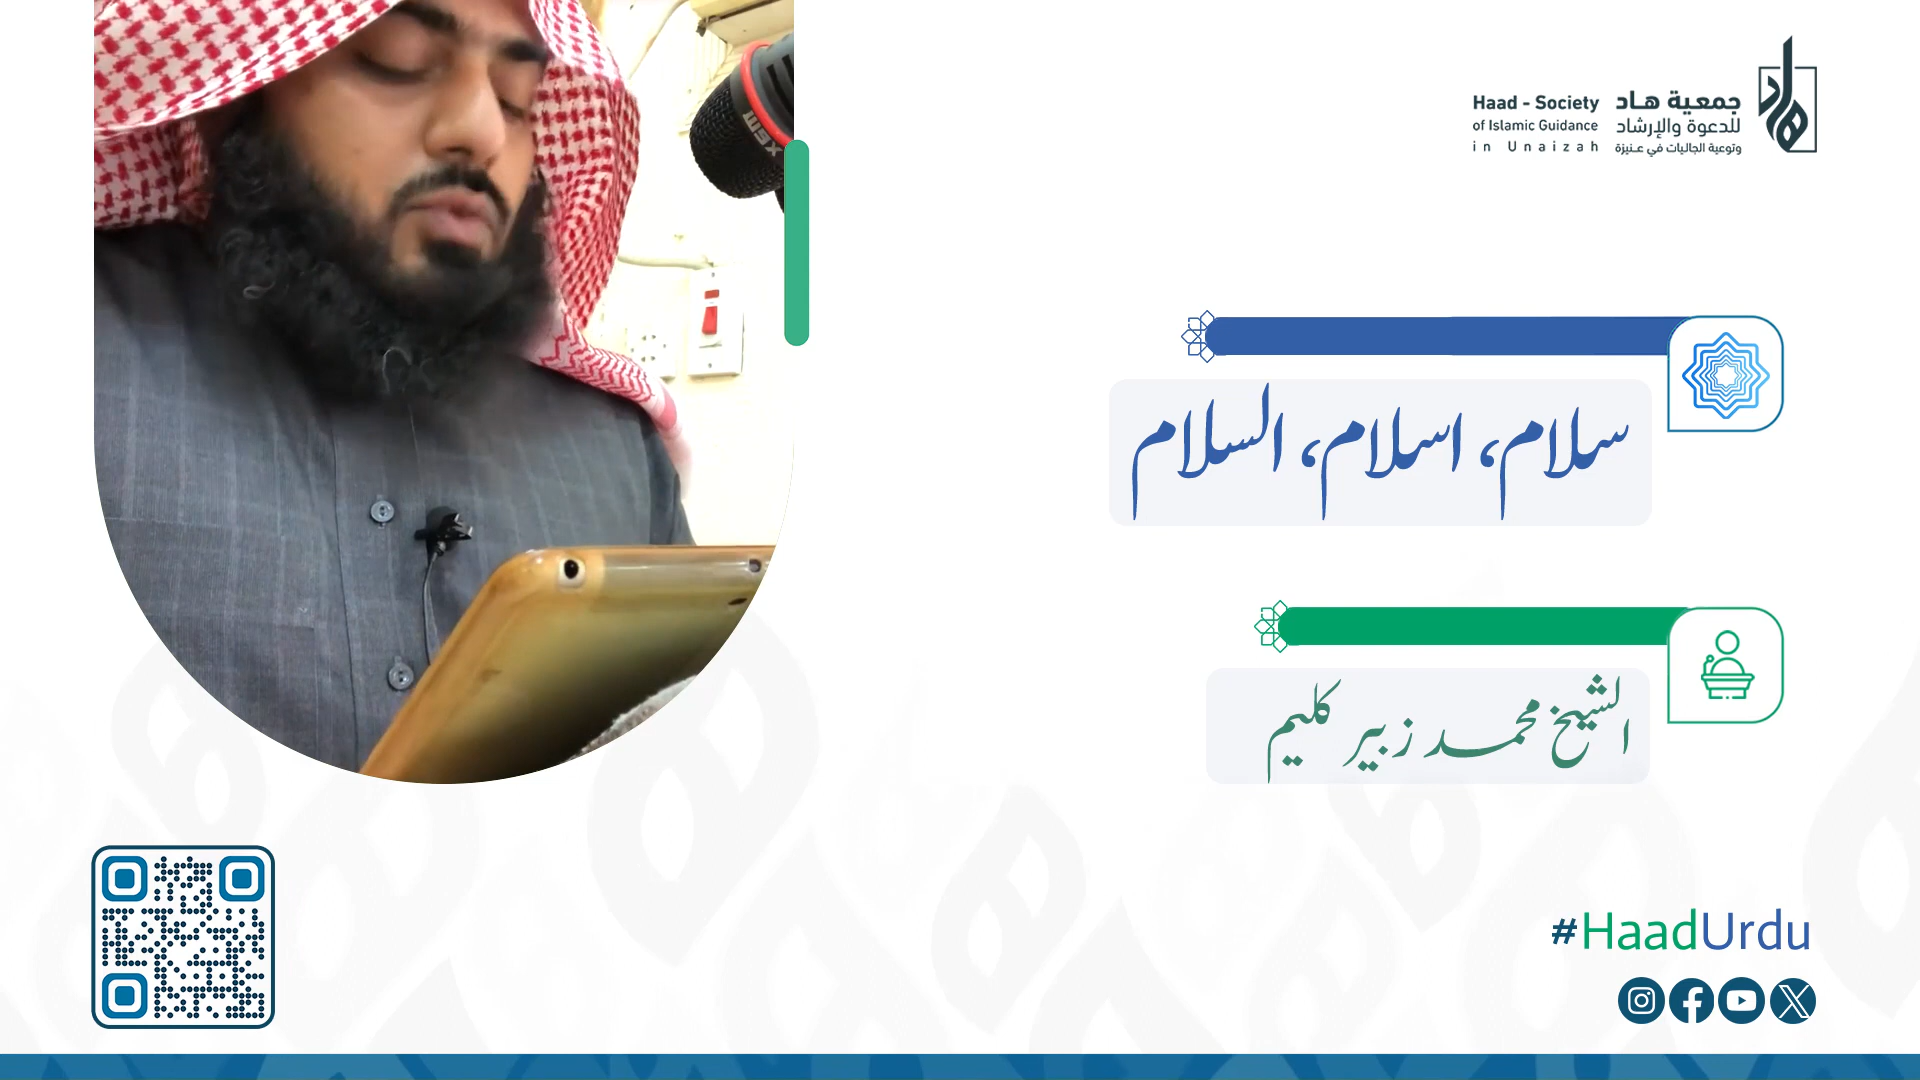 Haad - Society
of Islamic Guidance
in Unaizah
جمعية هاد
للدعوة والإرشاد
وتوعية الجاليات في عنيزة
سلام، اسلام، السلام
الشیخ محمد زبیر کلیم
#HaadUrdu